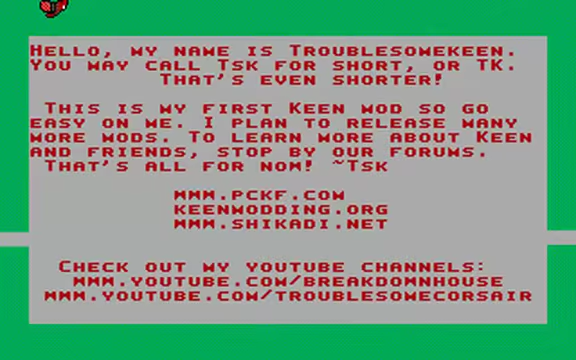 Hello, my name is Troublesomekeen.
You may call Tsk for short, or TK.
That's even shorter!
This is my first Keen mod so go
easy on me. I plan to release many
more mods. To learn more about Keen
and friends, stop by our forums.
That's all for now! ~Tsk
www.pckf.com
keenmodding.org
www.shikadi.net
Check out my youtube channels:
www.youtube.com/breakdownhouse
www.youtube.com/troublesomecorsair